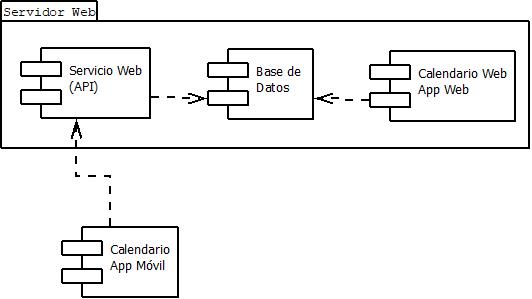 Servidor Web
Servicio Web
(API)
Base de
Datos
Calendario Web
App Web
Calendario
App Móvil